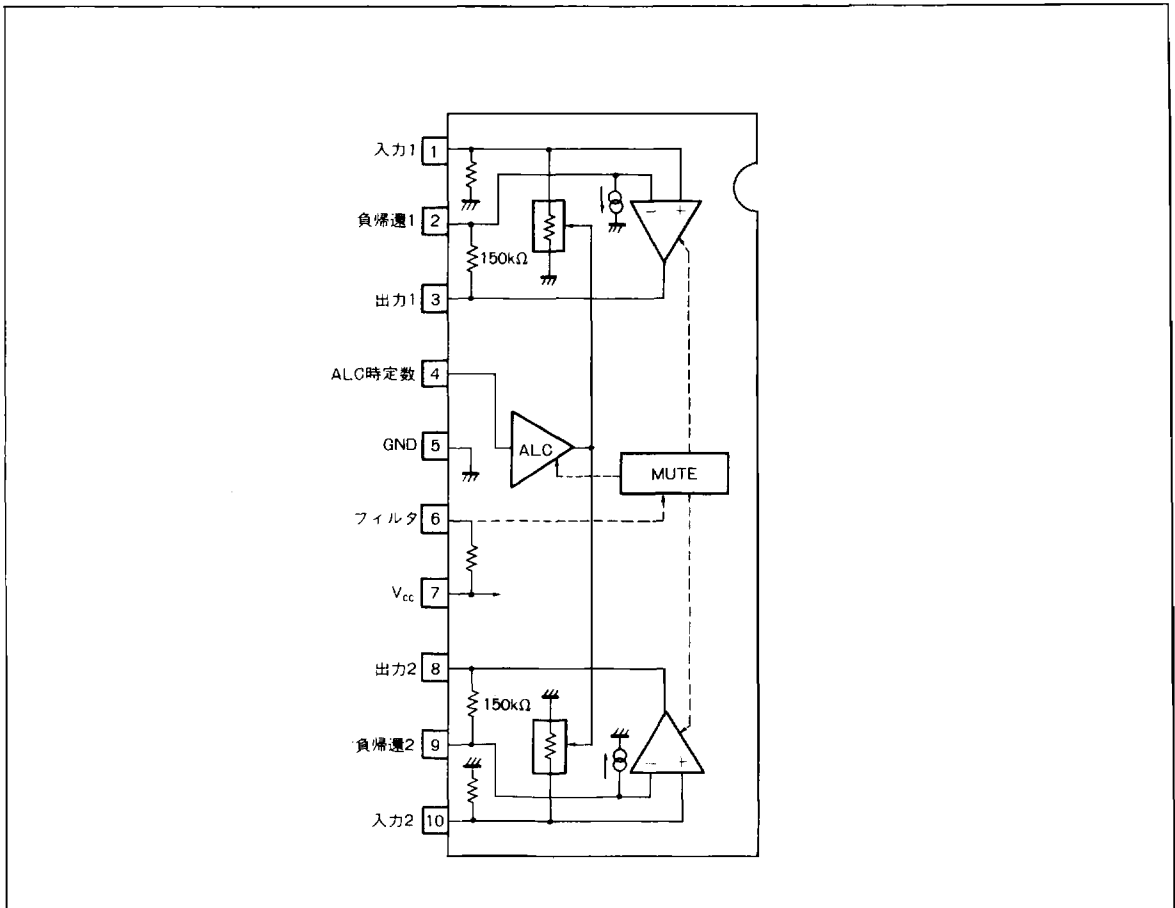 入力1 1
負帰還1 2
150kΩ
出力1 3
ALC時定数 4
GND 5
フィルタ 6
Vcc 7
出力2 8
150kΩ
負帰還2 9
入力2 10
− +
ALC
MUTE
− +